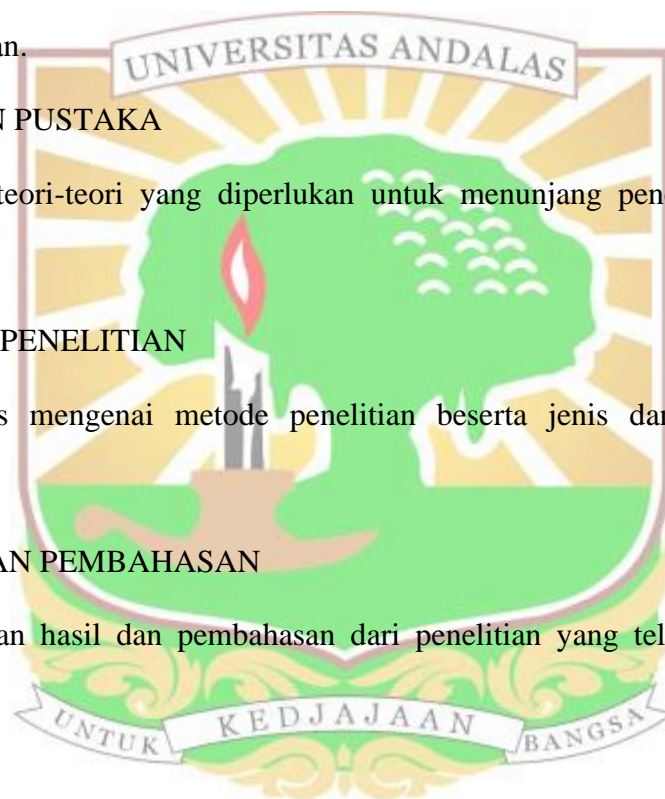 an.
UNIVERSITAS ANDALAS
N PUSTAKA
teori-teori yang diperlukan untuk menunjang pen
PENELITIAN
s mengenai metode penelitian beserta jenis dar
AN PEMBAHASAN
an hasil dan pembahasan dari penelitian yang tel
UNTUK KEDJAJAAN BANGSA